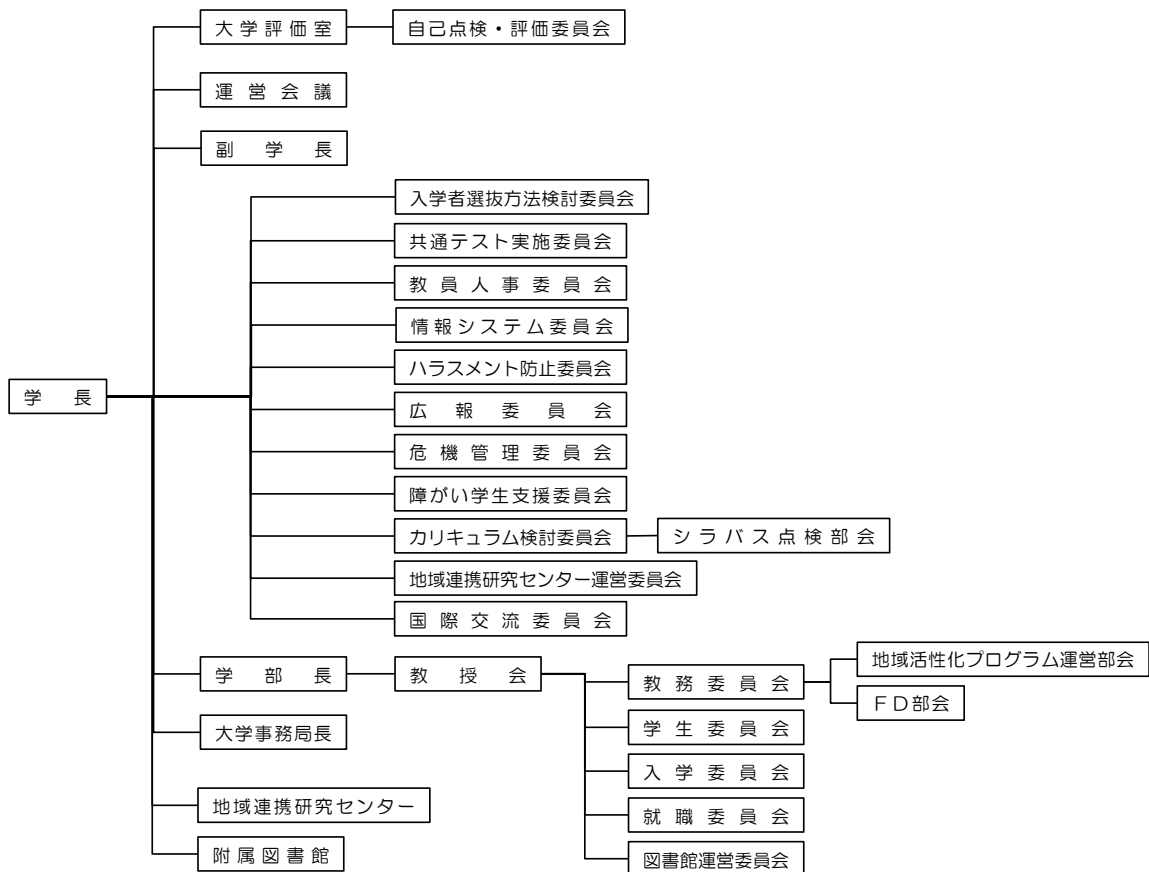 大学評価室
自己点検・評価委員会
運営会議
副学長
入学者選抜方法検討委員会
共通テスト実施委員会
教員人事委員会
情報システム委員会
ハラスメント防止委員会
学長
広報委員会
危機管理委員会
障がい学生支援委員会
カリキュラム検討委員会
シラバス点検部会
地域連携研究センター運営委員会
国際交流委員会
学部長
教授会
教務委員会
地域活性化プログラム運営部会
ＦＤ部会
学生委員会
大学事務局長
入学委員会
地域連携研究センター
就職委員会
附属図書館
図書館運営委員会